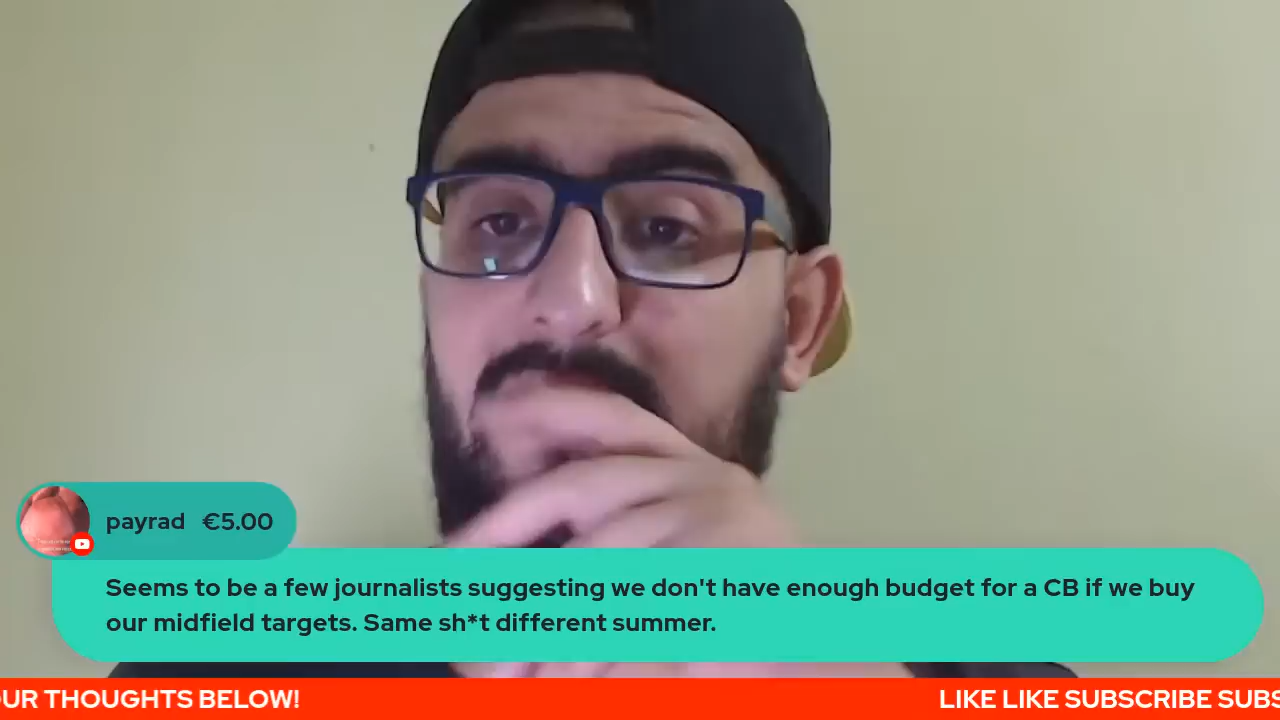 payrad €5.00
Seems to be a few journalists suggesting we don't have enough budget for a CB if we buy
our midfield targets. Same sh*t different summer.
UR THOUGHTS BELOW! LIKE LIKE SUBSCRIBE SUBS